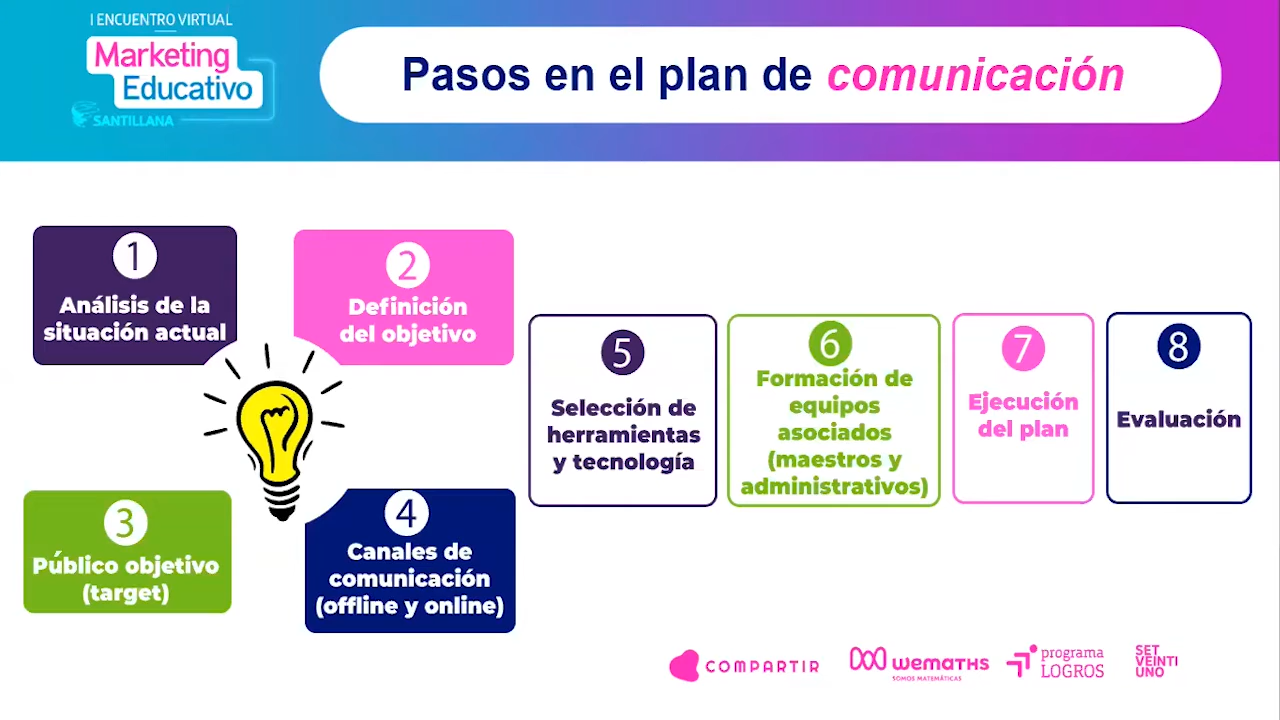 I ENCUENTRO VIRTUAL
Marketing
Educativo
SANTILLANA
Pasos en el plan de comunicación
1
Análisis de la
situación actual
2
Definición
del objetivo
3
Público objetivo
(target)
4
Canales de
comunicación
(offline y online)
5
Selección de
herramientas
y tecnología
6
Formación de
equipos
asociados
(maestros y
administrativos)
7
Ejecución
del plan
8
Evaluación
COMPARTIR
wemaths
SOMOS MATEMÁTICAS
programa
LOGROS
SET
VEINTI
UNO